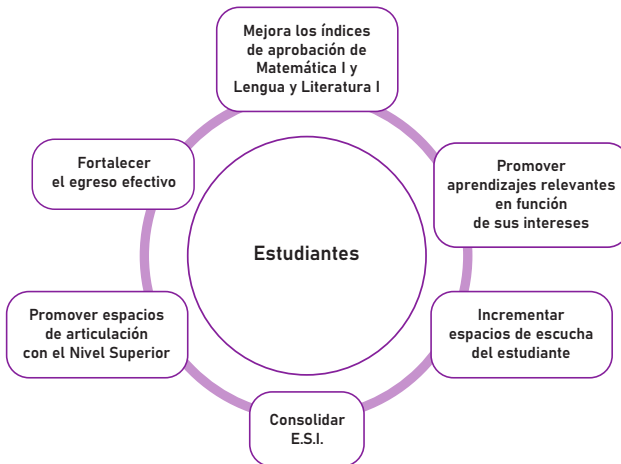 Mejora los índices
de aprobación de
Matemática I y
Lengua y Literatura I
Fortalecer
el egreso efectivo
Promover
aprendizajes relevantes
en función
de sus intereses
Estudiantes
Promover espacios
de articulación
con el Nivel Superior
Incrementar
espacios de escucha
del estudiante
Consolidar
E.S.I.